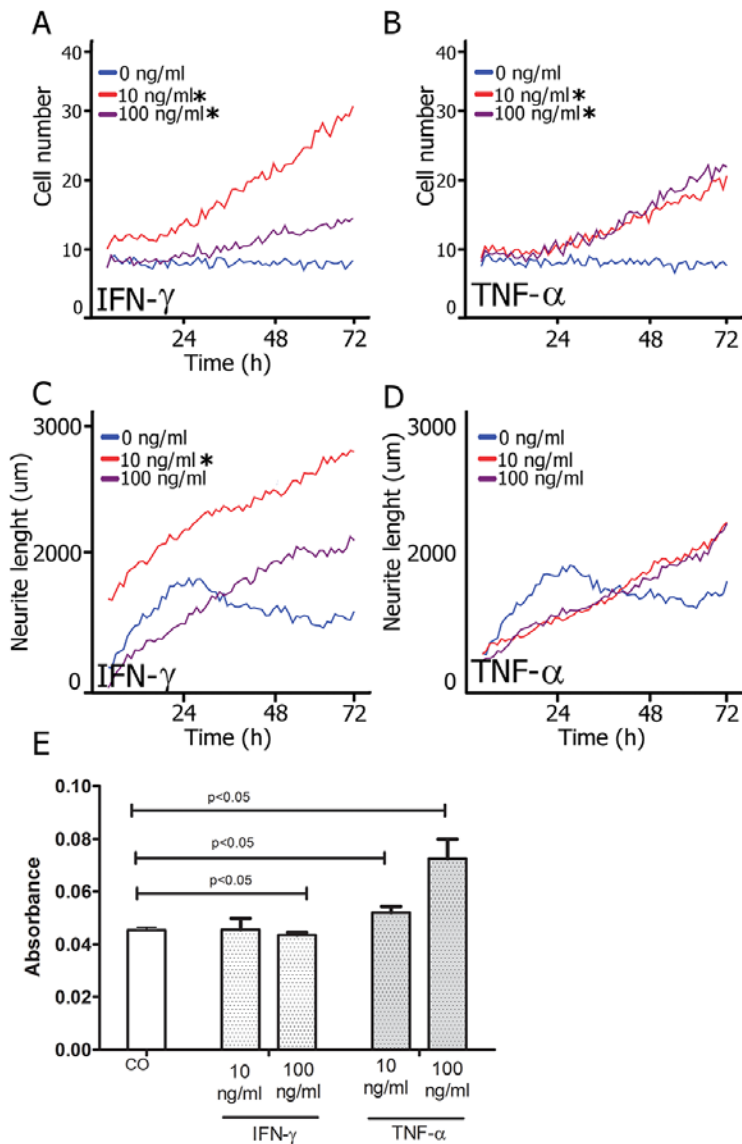 A
Cell number
40
30
20
10
0
0 ng/ml
10 ng/ml*
100 ng/ml*
IFN-γ
24 48 72
Time (h)
B
Cell number
40
30
20
10
0
0 ng/ml
10 ng/ml*
100 ng/ml*
TNF-α
24 48 72
Time (h)
C
Neurite lenght (um)
3000
2000
0
0 ng/ml
10 ng/ml*
100 ng/ml
IFN-γ
24 48 72
Time (h)
D
Neurite lenght (um)
3000
2000
0
0 ng/ml
10 ng/ml
100 ng/ml
TNF-α
24 48 72
Time (h)
E
Absorbance
0.10
0.08
0.06
0.04
0.02
0.00
p<0.05
p<0.05
p<0.05
CO
10
ng/ml
100
ng/ml
10
ng/ml
100
ng/ml
IFN-γ
TNF-α